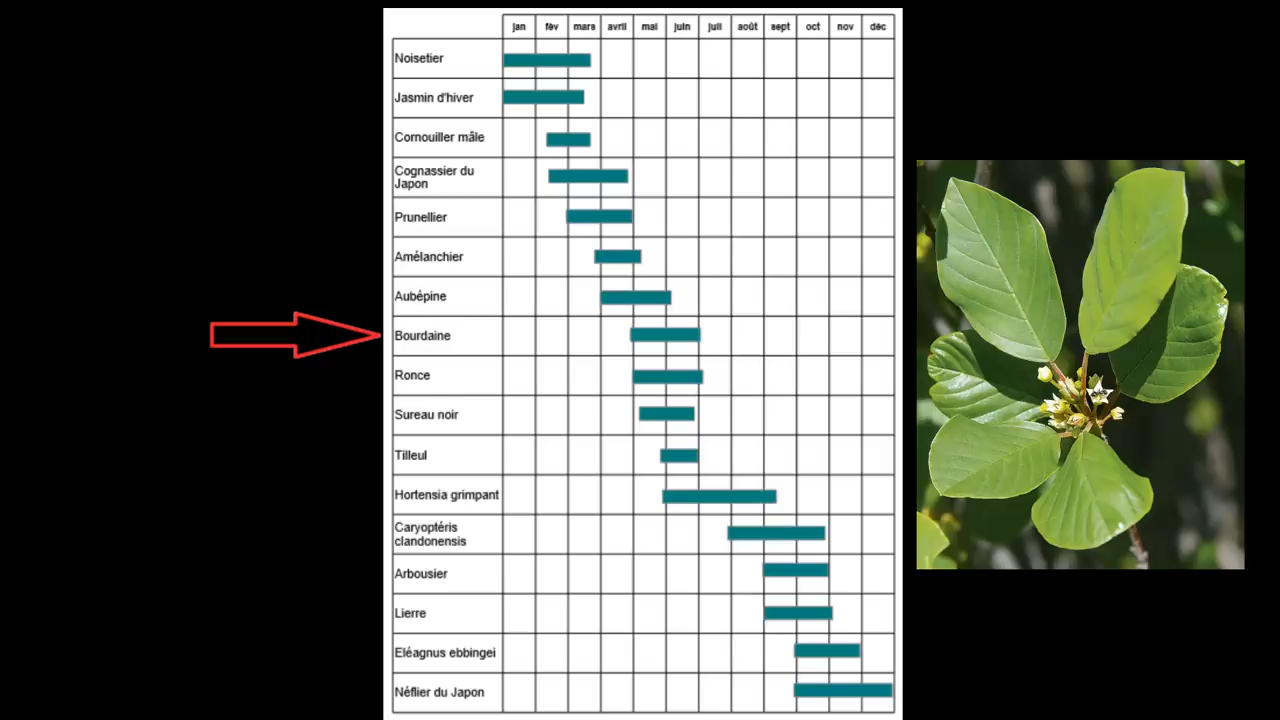 jan fév mars avril mai juin juil août sept oct nov déc
Noisetier
Jasmin d'hiver
Cornouiller mâle
Cognassier du
Japon
Prunellier
Amélanchier
Aubépine
Bourdaine
Ronce
Sureau noir
Tilleul
Hortensia grimpant
Caryoptéris
clandonensis
Arbousier
Lierre
Eléagnus ebbingei
Néflier du Japon